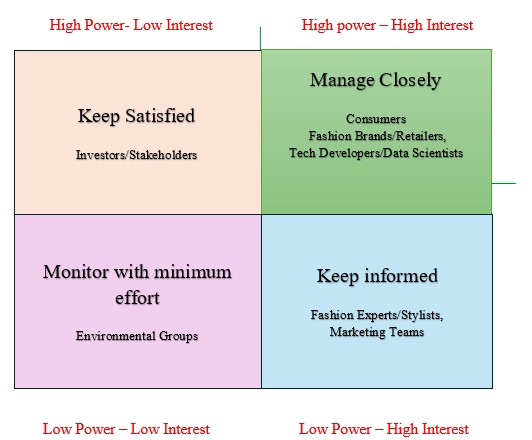 High Power- Low Interest
High power – High Interest
Keep Satisfied
Investors/Stakeholders
Manage Closely
Consumers
Fashion Brands/Retailers,
Tech Developers/Data Scientists
Monitor with minimum
effort
Environmental Groups
Keep informed
Fashion Experts/Stylists,
Marketing Teams
Low Power – Low Interest
Low Power – High Interest